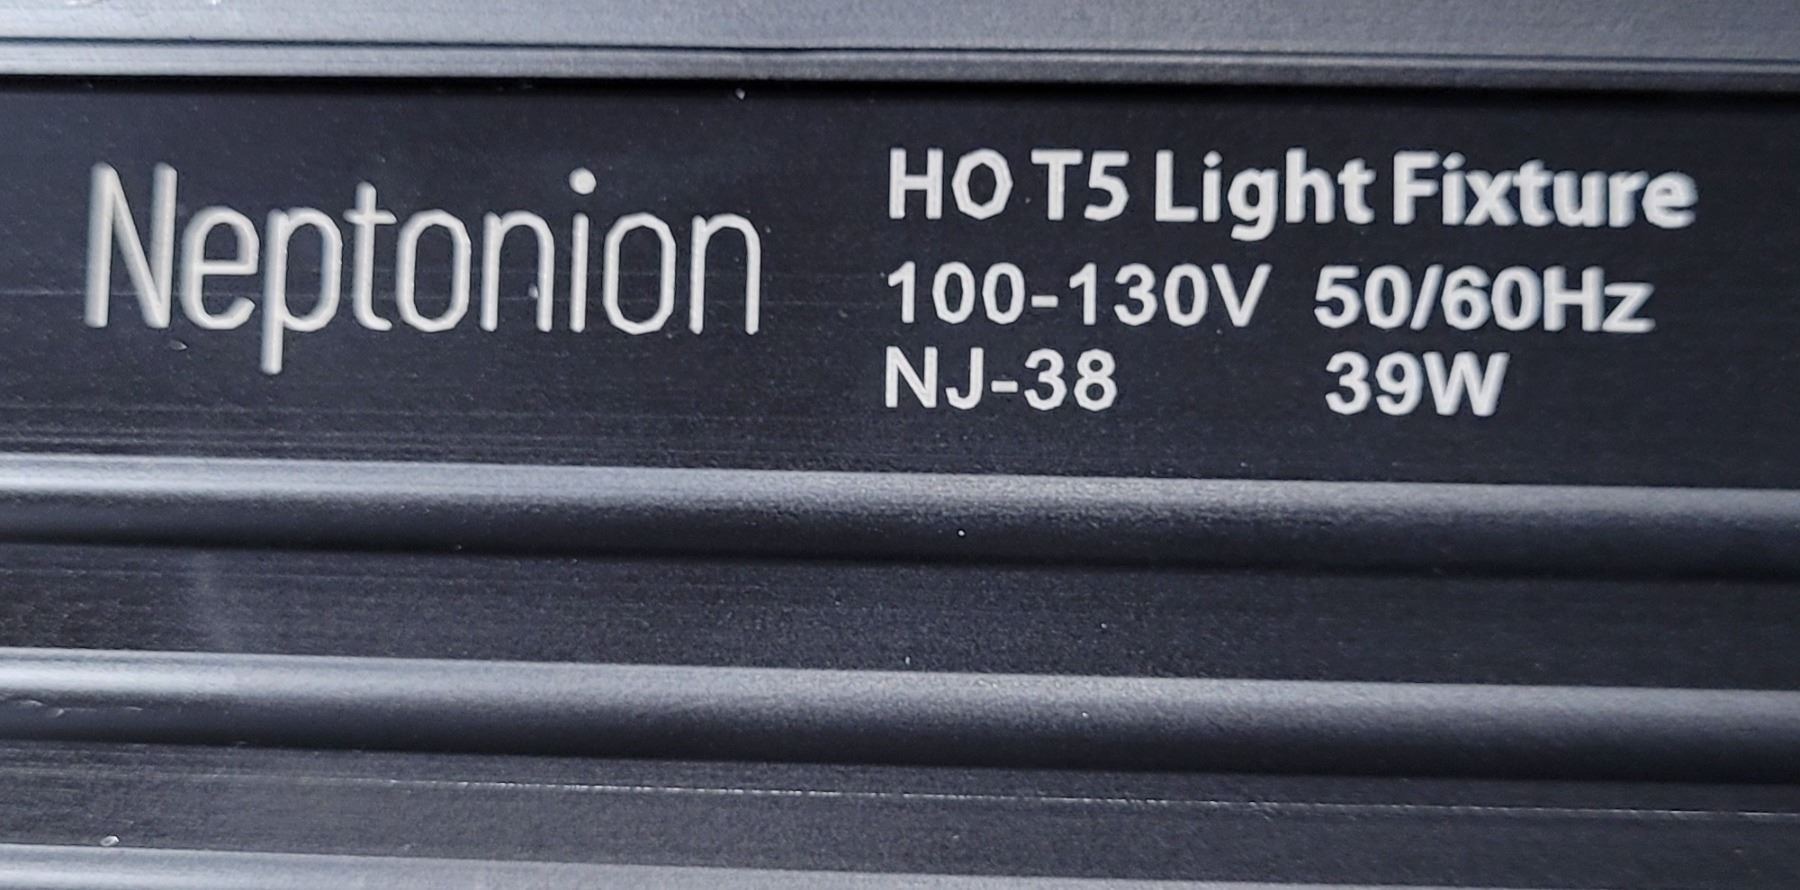 Neptonion
HO T5 Light Fixture
100-130V 50/60Hz
NJ-38 39W